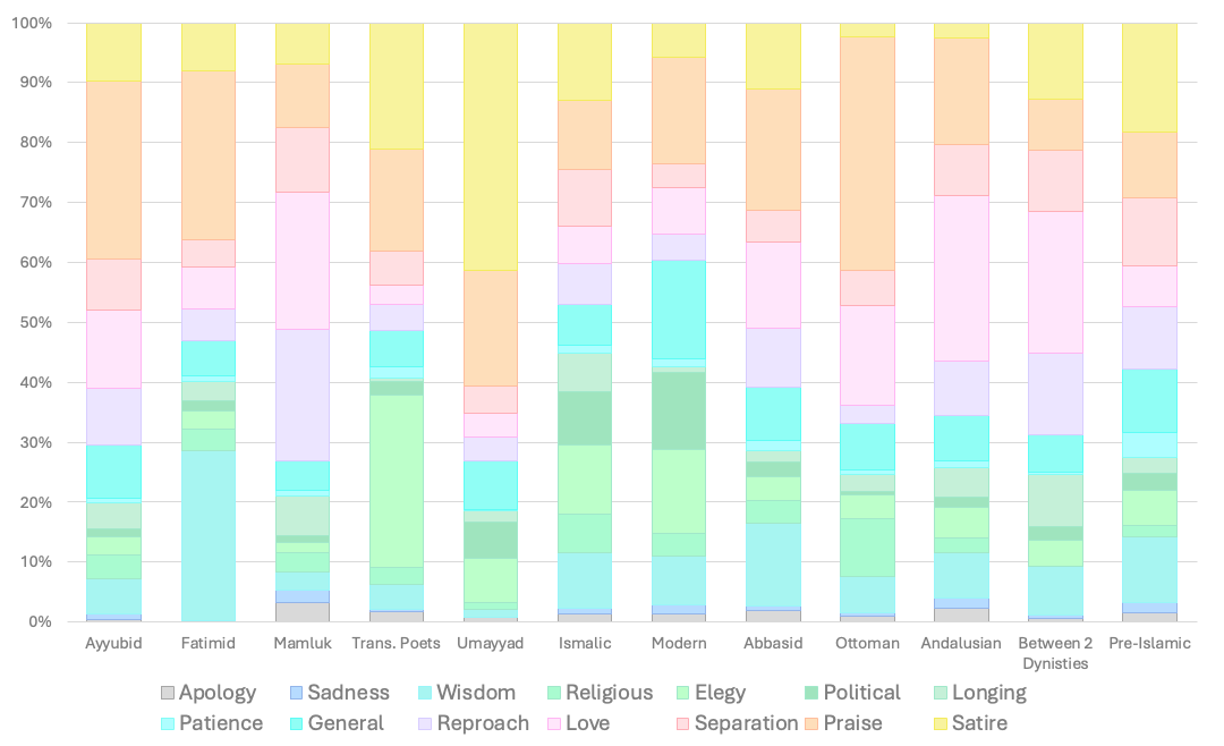 100%
90%
80%
70%
60%
50%
40%
30%
20%
10%
0%
Ayyubid Fatimid Mamluk Trans. Poets Umayyad Ismalic Modern Abbasid Ottoman Andalusian Between 2 Pre-Islamic
Dynisties
Apology Sadness Wisdom Religious Elegy Political Longing
Patience General Reproach Love Separation Praise Satire